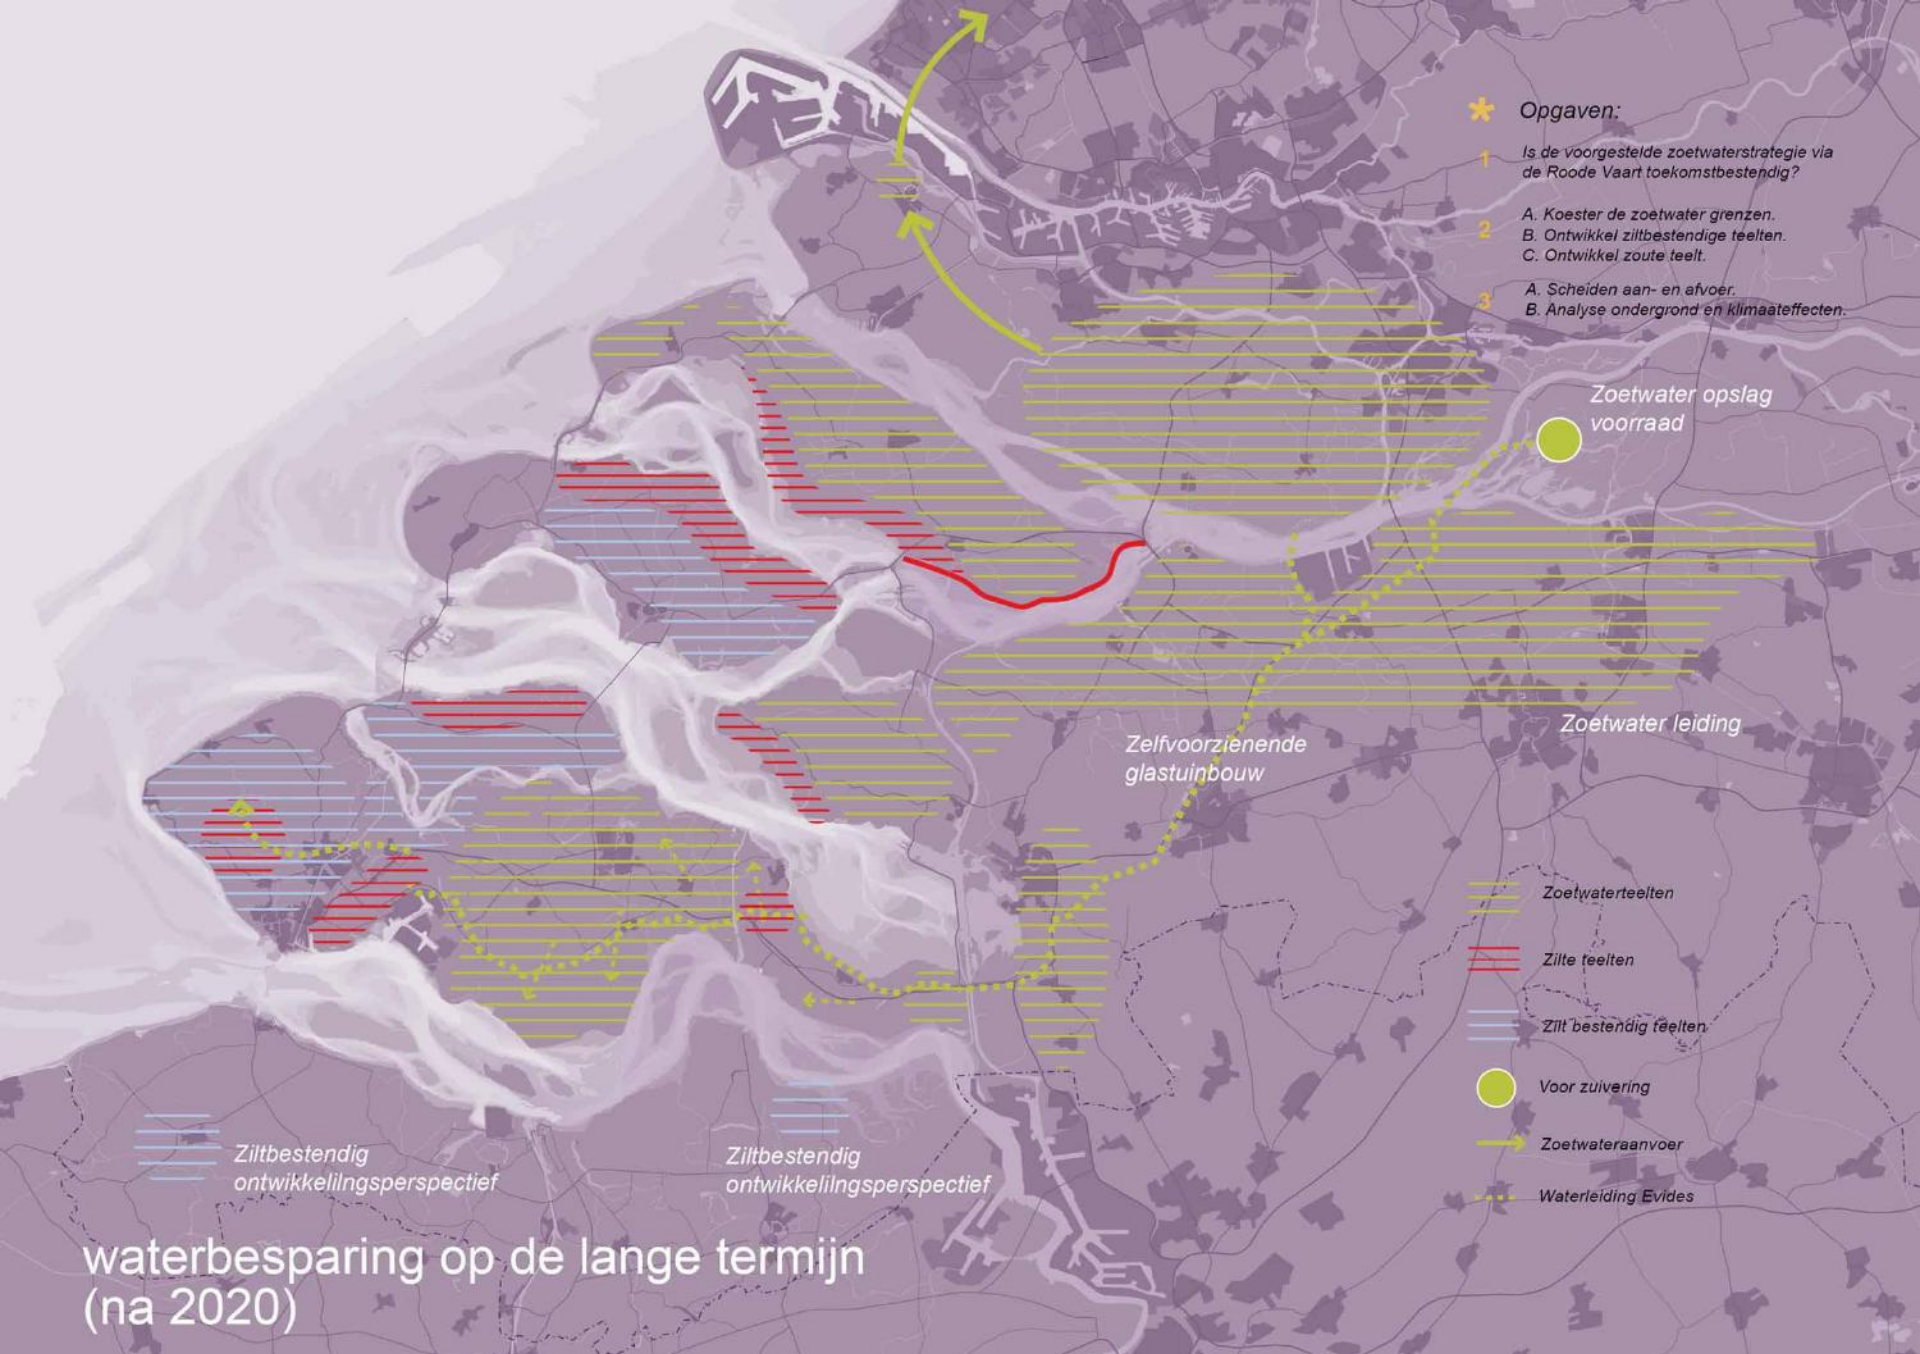 * Opgaven:
1 Is de voorgestelde zoetwaterstrategie via
de Roode Vaart toekomstbestendig?
2 A. Koester de zoetwater grenzen.
B. Ontwikkel ziltbestendige teelten.
C. Ontwikkel zoute teelt.
3 A. Scheiden aan- en afvoer.
B. Analyse ondergrond en klimaateffecten.
Zoetwater opslag
voorraad
Zoetwater leiding
Zelfvoorzienende
glastuinbouw
Zoetwaterteelten
Zilte teelten
Zilt bestendig teelten
Voor zuivering
Zoetwateraanvoer
Waterleiding Evides
Ziltbestendig
ontwikkelilngsperspectief
Ziltbestendig
ontwikkelilngsperspectief
waterbesparing op de lange termijn
(na 2020)